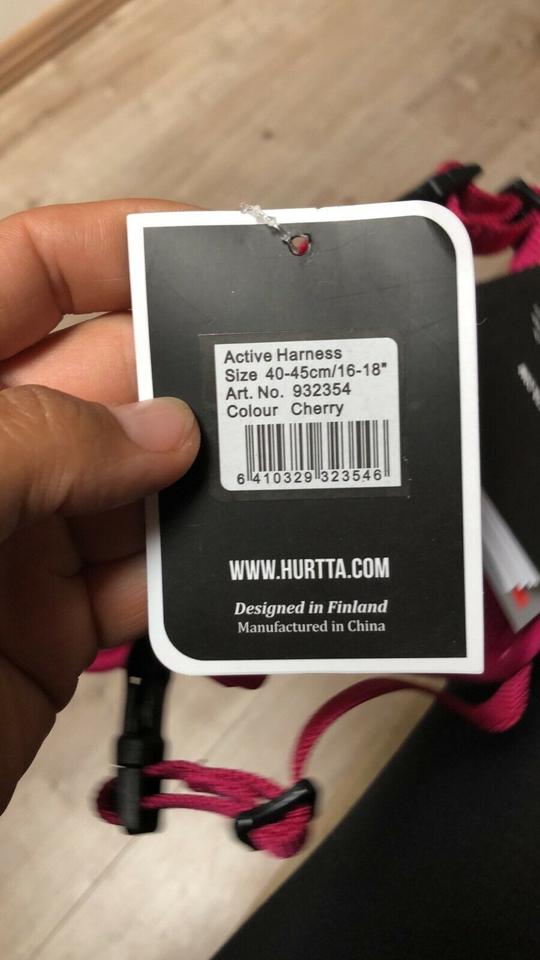 Active Harness
Size 40-45cm/16-18"
Art. No. 932354
Colour Cherry
6 410329 323546
WWW.HURTTA.COM
Designed in Finland
Manufactured in China